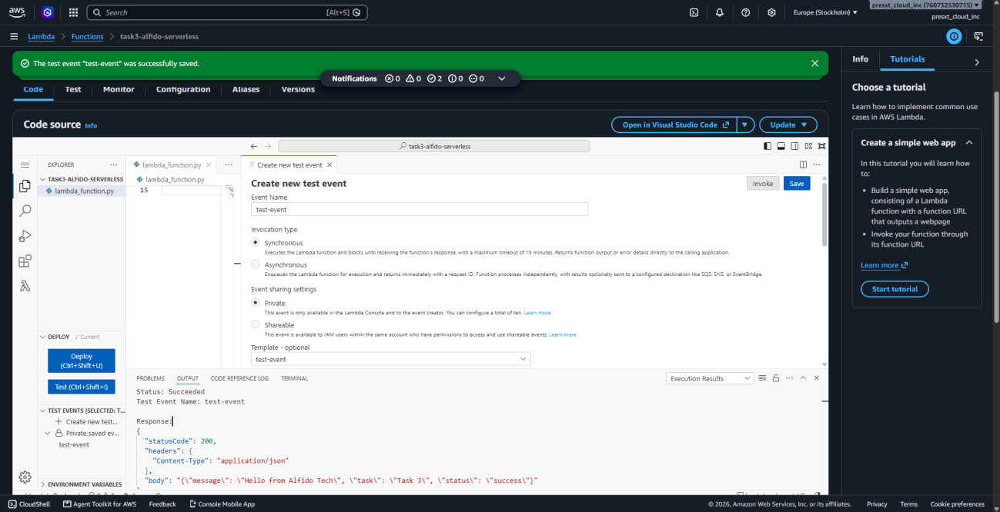 aws
Search
[Alt+S]
Europe (Stockholm)
presxt_cloud_inc (760732530715)
presxt_cloud_inc
Lambda
Functions
task3-alfido-serverless
The test event "test-event" was successfully saved.
Notifications 0 0 2 0 0
Code
Test
Monitor
Configuration
Aliases
Versions
Code source Info
Open in Visual Studio Code
Update
task3-alfido-serverless
EXPLORER
TASK3-ALFIDO-SERVERLESS
lambda_function.py
lambda_function.py
lambda_function.py
15
Create new test event
Create new test event
Invoke
Save
Event Name
test-event
Invocation type
Synchronous
Executes the Lambda function and blocks until receiving the function's response, with a maximum timeout of 15 minutes. Returns function output or error details directly to the calling application.
Asynchronous
Enqueues the Lambda function for execution and returns immediately with a request ID. Function processes independently, with results optionally sent to a configured destination like SQS, SNS, or EventBridge.
Event sharing settings
Private
This event is only available in the Lambda Console and to the event creator. You can configure a total of ten. Learn more
Shareable
This event is available to IAM users within the same account who have permissions to access and use shareable events. Learn more
Template - optional
test-event
DEPLOY Current
Deploy
(Ctrl+Shift+U)
Test (Ctrl+Shift+I)
TEST EVENTS [SELECTED: T...
Create new test...
Private saved ev...
test-event
ENVIRONMENT VARIABLES
PROBLEMS
OUTPUT
CODE REFERENCE LOG
TERMINAL
Execution Results
Status: Succeeded
Test Event Name: test-event
Response:
{
"statusCode": 200,
"headers": {
"Content-Type": "application/json"
},
"body": "{\"message\": \"Hello from Alfido Tech\", \"task\": \"Task 3\", \"status\": \"success\"}"
Info
Tutorials
Choose a tutorial
Learn how to implement common use
cases in AWS Lambda.
Create a simple web app
In this tutorial you will learn how
to:
Build a simple web app,
consisting of a Lambda
function with a function URL
that outputs a webpage
Invoke your function through
its function URL
Learn more
Start tutorial
CloudShell
Agent Toolkit for AWS
Feedback
Console Mobile App
© 2026, Amazon Web Services, Inc. or its affiliates.
Privacy
Terms
Cookie preferences